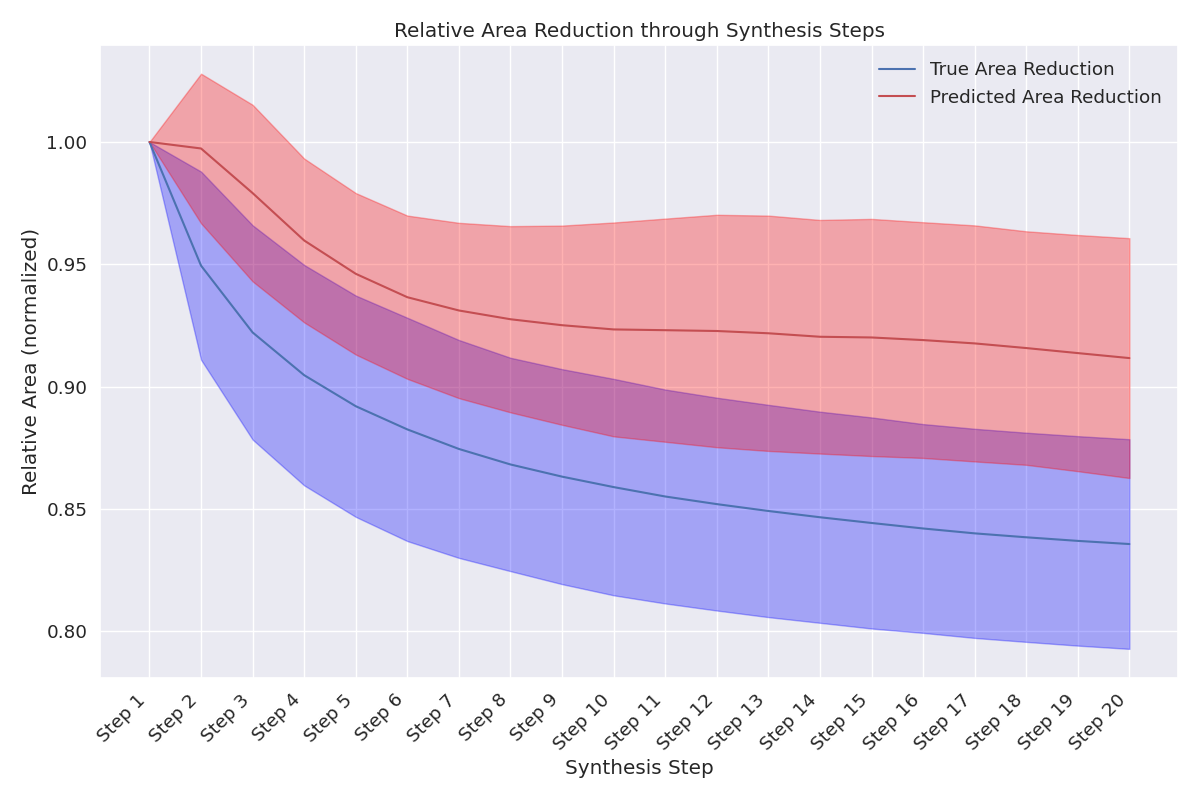 Relative Area Reduction through Synthesis Steps
True Area Reduction
Predicted Area Reduction
Relative Area (normalized)
1.00
0.95
0.90
0.85
0.80
Step 1
Step 2
Step 3
Step 4
Step 5
Step 6
Step 7
Step 8
Step 9
Step 10
Step 11
Step 12
Step 13
Step 14
Step 15
Step 16
Step 17
Step 18
Step 19
Step 20
Synthesis Step